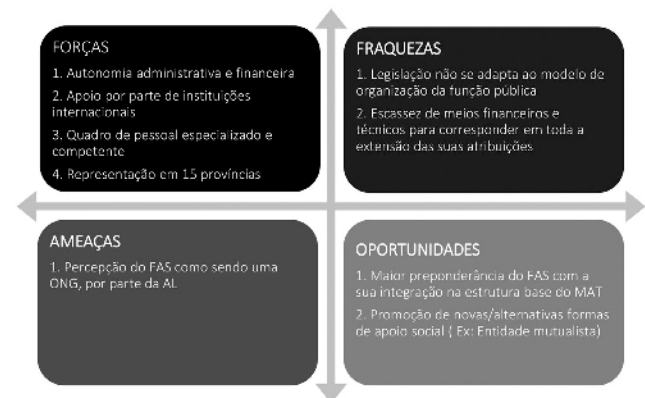 FORÇAS
1. Autonomia administrativa e financeira
2. Apoio por parte de instituições
internacionais
3. Quadro de pessoal especializado e
competente
4. Representação em 15 províncias
FRAQUEZAS
1. Legislação não se adapta ao modelo de
organização da função pública
2. Escassez de meios financeiros e
técnicos para corresponder em toda a
extensão das suas atribuições
AMEAÇAS
1. Percepção do FAS como sendo uma
ONG, por parte da AL
OPORTUNIDADES
1. Maior preponderância do FAS com a
sua integração na estrutura base do MAT
2. Promoção de novas/alternativas formas
de apoio social ( Ex: Entidade mutualista)